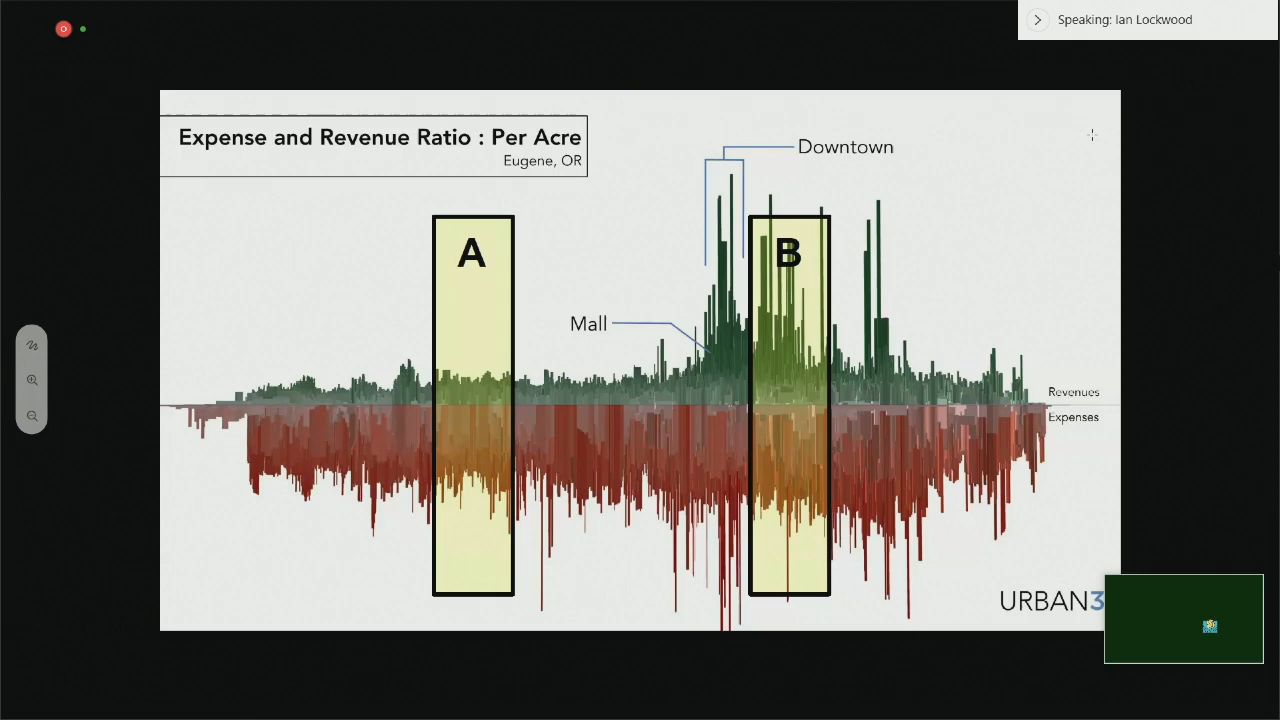 Speaking: Ian Lockwood
Expense and Revenue Ratio : Per Acre
Eugene, OR
Downtown
A
B
Mall
Revenues
Expenses
URBAN3